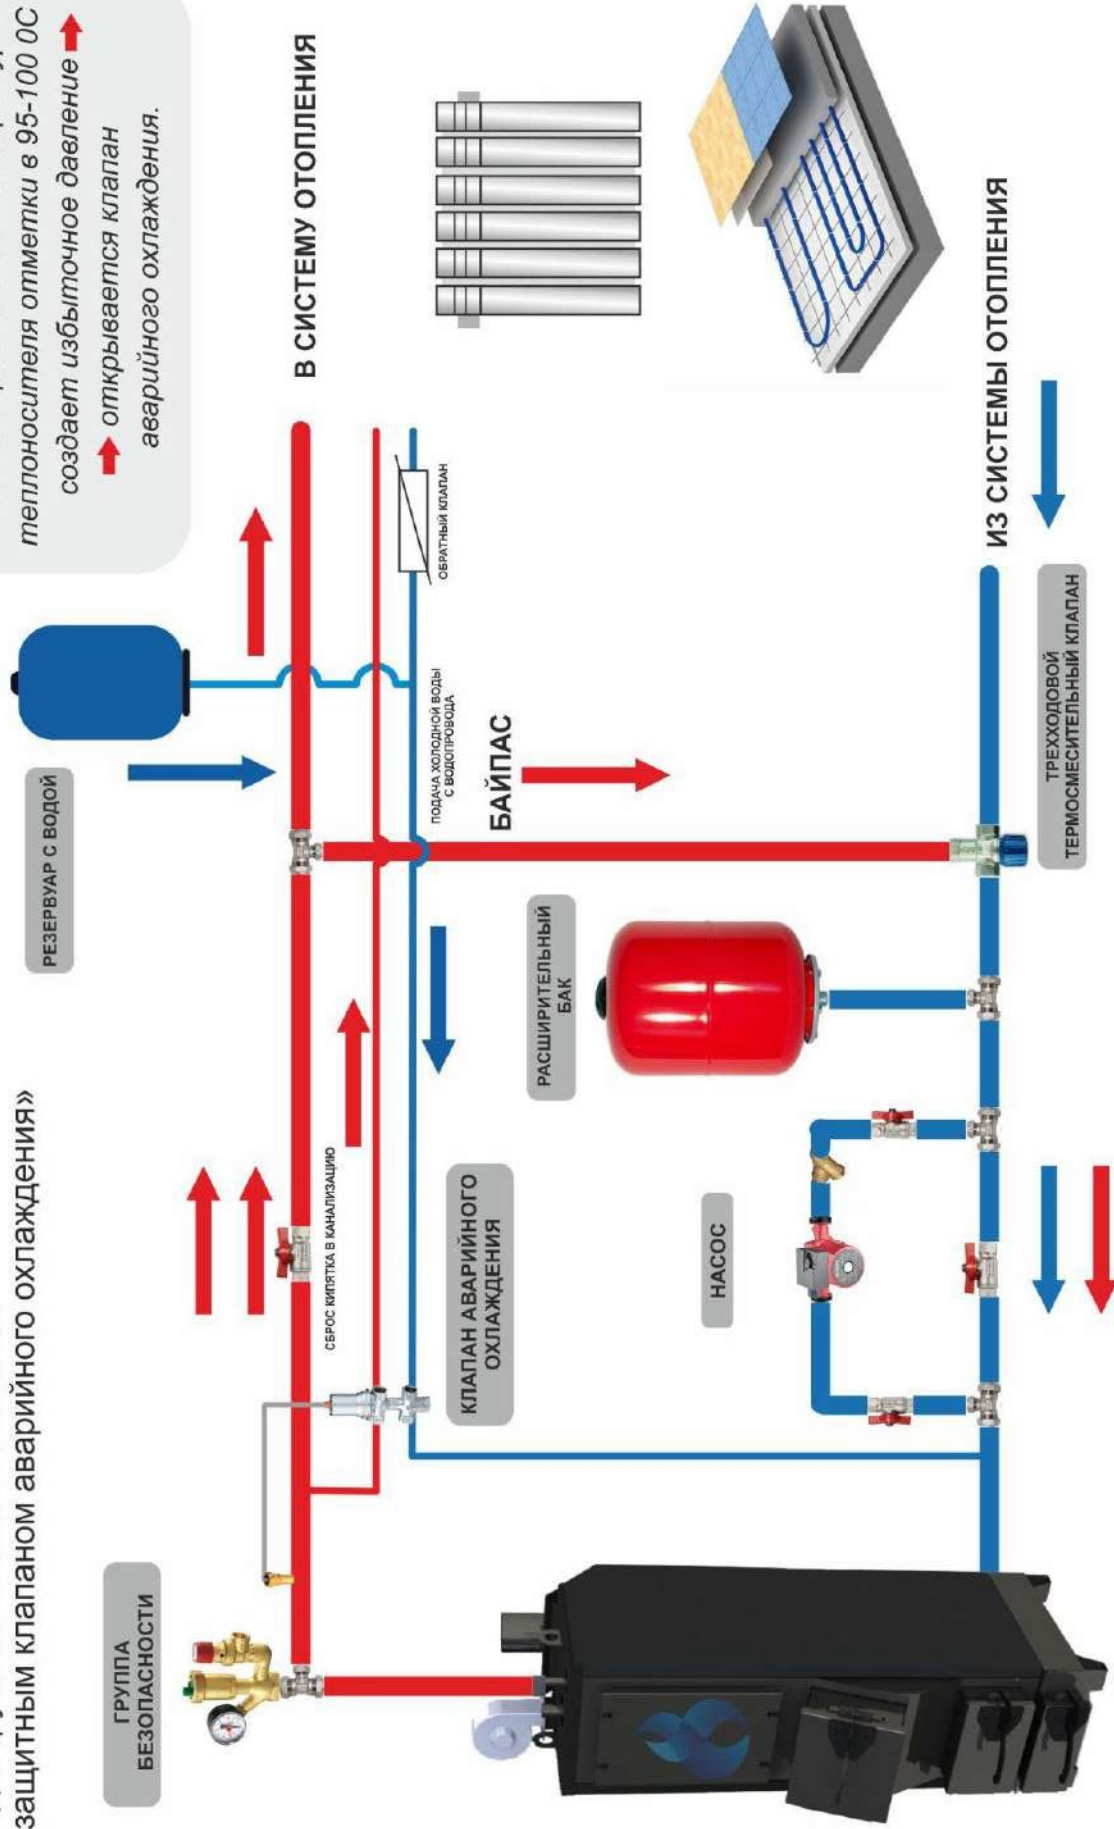 защитным клапаном аварийного охлаждения»
теплоносителя отметки в 95-100 0С
создает избыточное давление
открывается клапан
аварийного охлаждения.
РЕЗЕРВУАР С ВОДОЙ
В СИСТЕМУ ОТОПЛЕНИЯ
ГРУППА
БЕЗОПАСНОСТИ
СБРОС КИПЯТКА В КАНАЛИЗАЦИЮ
ОБРАТНЫЙ КЛАПАН
ПОДАЧА ХОЛОДНОЙ ВОДЫ
С ВОДОПРОВОДА
КЛАПАН АВАРИЙНОГО
ОХЛАЖДЕНИЯ
БАЙПАС
РАСШИРИТЕЛЬНЫЙ
БАК
НАСОС
ИЗ СИСТЕМЫ ОТОПЛЕНИЯ
ТРЕХХОДОВОЙ
ТЕРМОСМЕСИТЕЛЬНЫЙ КЛАПАН